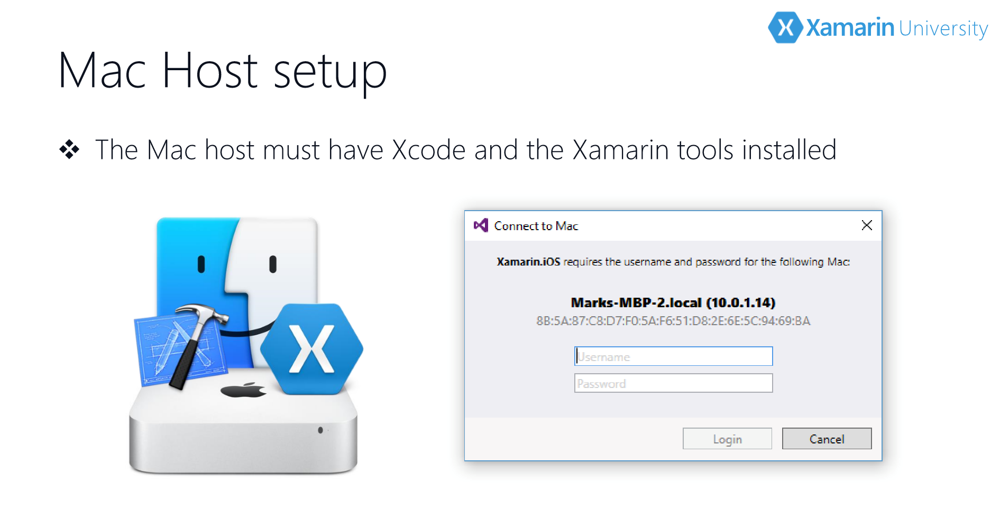 Xamarin University
Mac Host setup
❖ The Mac host must have Xcode and the Xamarin tools installed
Connect to Mac
Xamarin.iOS requires the username and password for the following Mac:
Marks-MBP-2.local (10.0.1.14)
8B:5A:87:C8:D7:F0:5A:F6:51:D8:2E:6E:5C:94:69:BA
Username
Password
Login Cancel